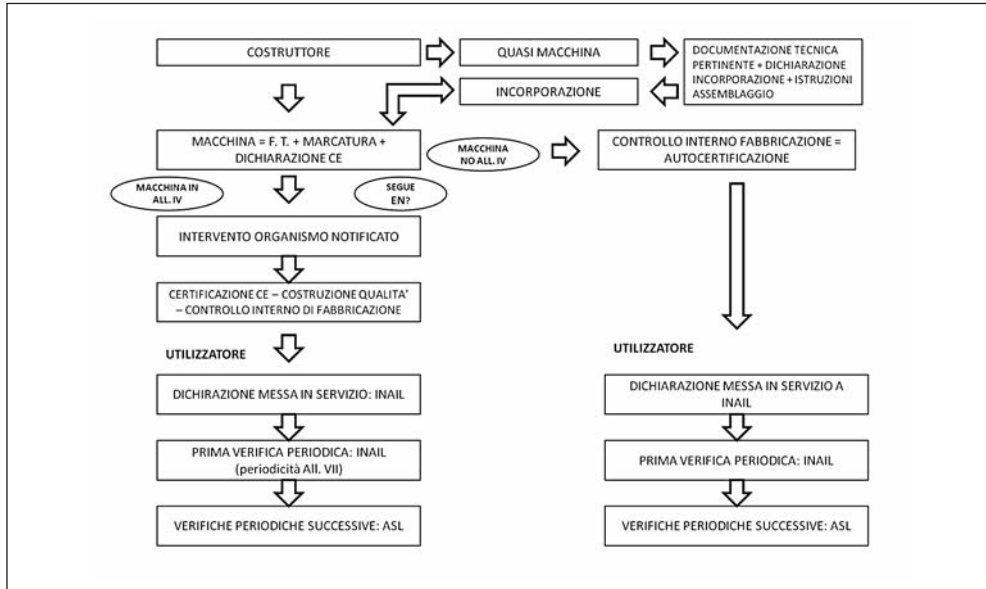 COSTRUTTORE
QUASI MACCHINA
DOCUMENTAZIONE TECNICA
PERTINENTE + DICHIARAZIONE
INCORPORAZIONE + ISTRUZIONI
ASSEMBLAGGIO
INCORPORAZIONE
MACCHINA = F. T. + MARCATURA +
DICHIARAZIONE CE
MACCHINA
NO ALL. IV
CONTROLLO INTERNO FABBRICAZIONE =
AUTOCERTIFICAZIONE
MACCHINA IN
ALL. IV
SEGUE
EN?
INTERVENTO ORGANISMO NOTIFICATO
CERTIFICAZIONE CE – COSTRUZIONE QUALITA'
– CONTROLLO INTERNO DI FABBRICAZIONE
UTILIZZATORE
DICHIRAZIONE MESSA IN SERVIZIO: INAIL
PRIMA VERIFICA PERIODICA: INAIL
(periodicità All. VII)
VERIFICHE PERIODICHE SUCCESSIVE: ASL
UTILIZZATORE
DICHIARAZIONE MESSA IN SERVIZIO A
INAIL
PRIMA VERIFICA PERIODICA: INAIL
VERIFICHE PERIODICHE SUCCESSIVE: ASL